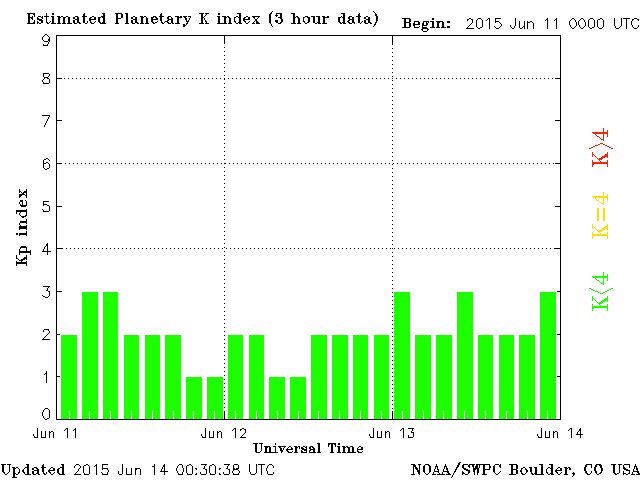 Estimated Planetary K index (3 hour data) Begin: 2015 Jun 11 0000 UTC
9
8
7
6
5
4
3
2
1
0
Kp index
K>4
K=4
K<4
Jun 11 Jun 12 Jun 13 Jun 14
Universal Time
Updated 2015 Jun 14 00:30:38 UTC NOAA/SWPC Boulder, CO USA